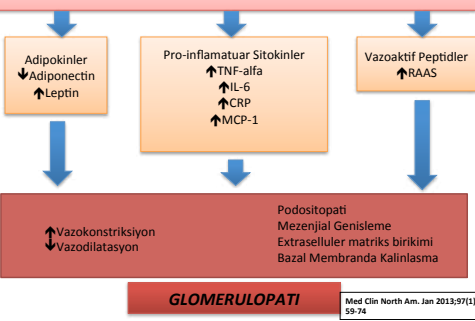 Adipokinler
🡻Adiponectin
🡹Leptin
Pro-inflamatuar Sitokinler
🡹TNF-alfa
🡹IL-6
🡹CRP
🡹MCP-1
Vazoaktif Peptidler
🡹RAAS
🡹Vazokonstriksiyon
🡻Vazodilatasyon
Podositopati
Mezenjial Genisleme
Extraselluler matriks birikimi
Bazal Membranda Kalinlasma
GLOMERULOPATI
Med Clin North Am. Jan 2013;97(1)
59-74